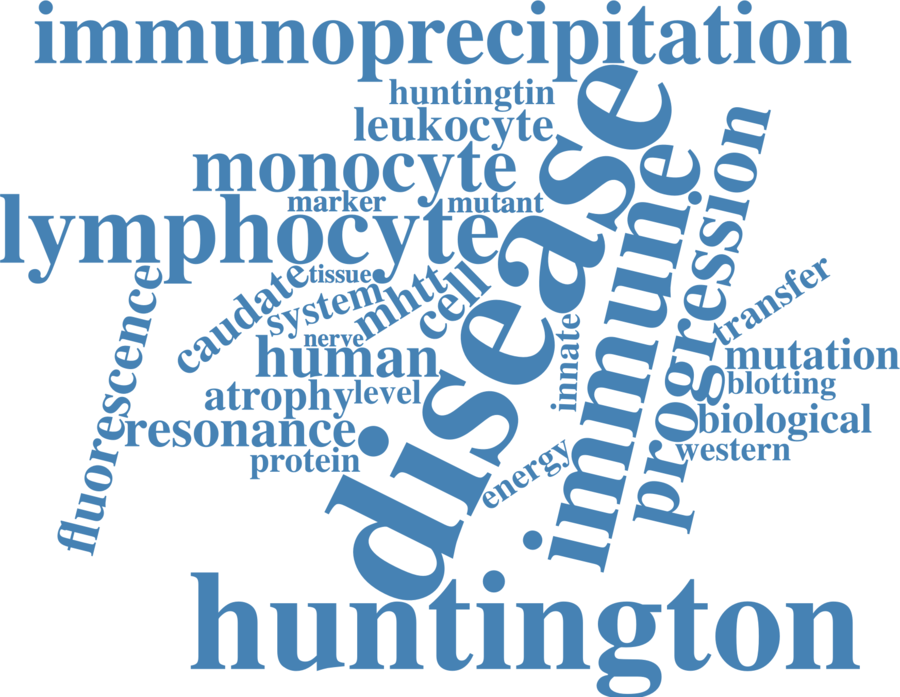 immunoprecipitation
huntingtin
disease
leukocyte
progression
monocyte
immune
marker
mutant
lymphocyte
fluorescence
caudate
tissue
system
mhtt
cell
transfer
nerve
human
innate
mutation
atrophy
level
blotting
resonance
biological
protein
energy
western
huntington